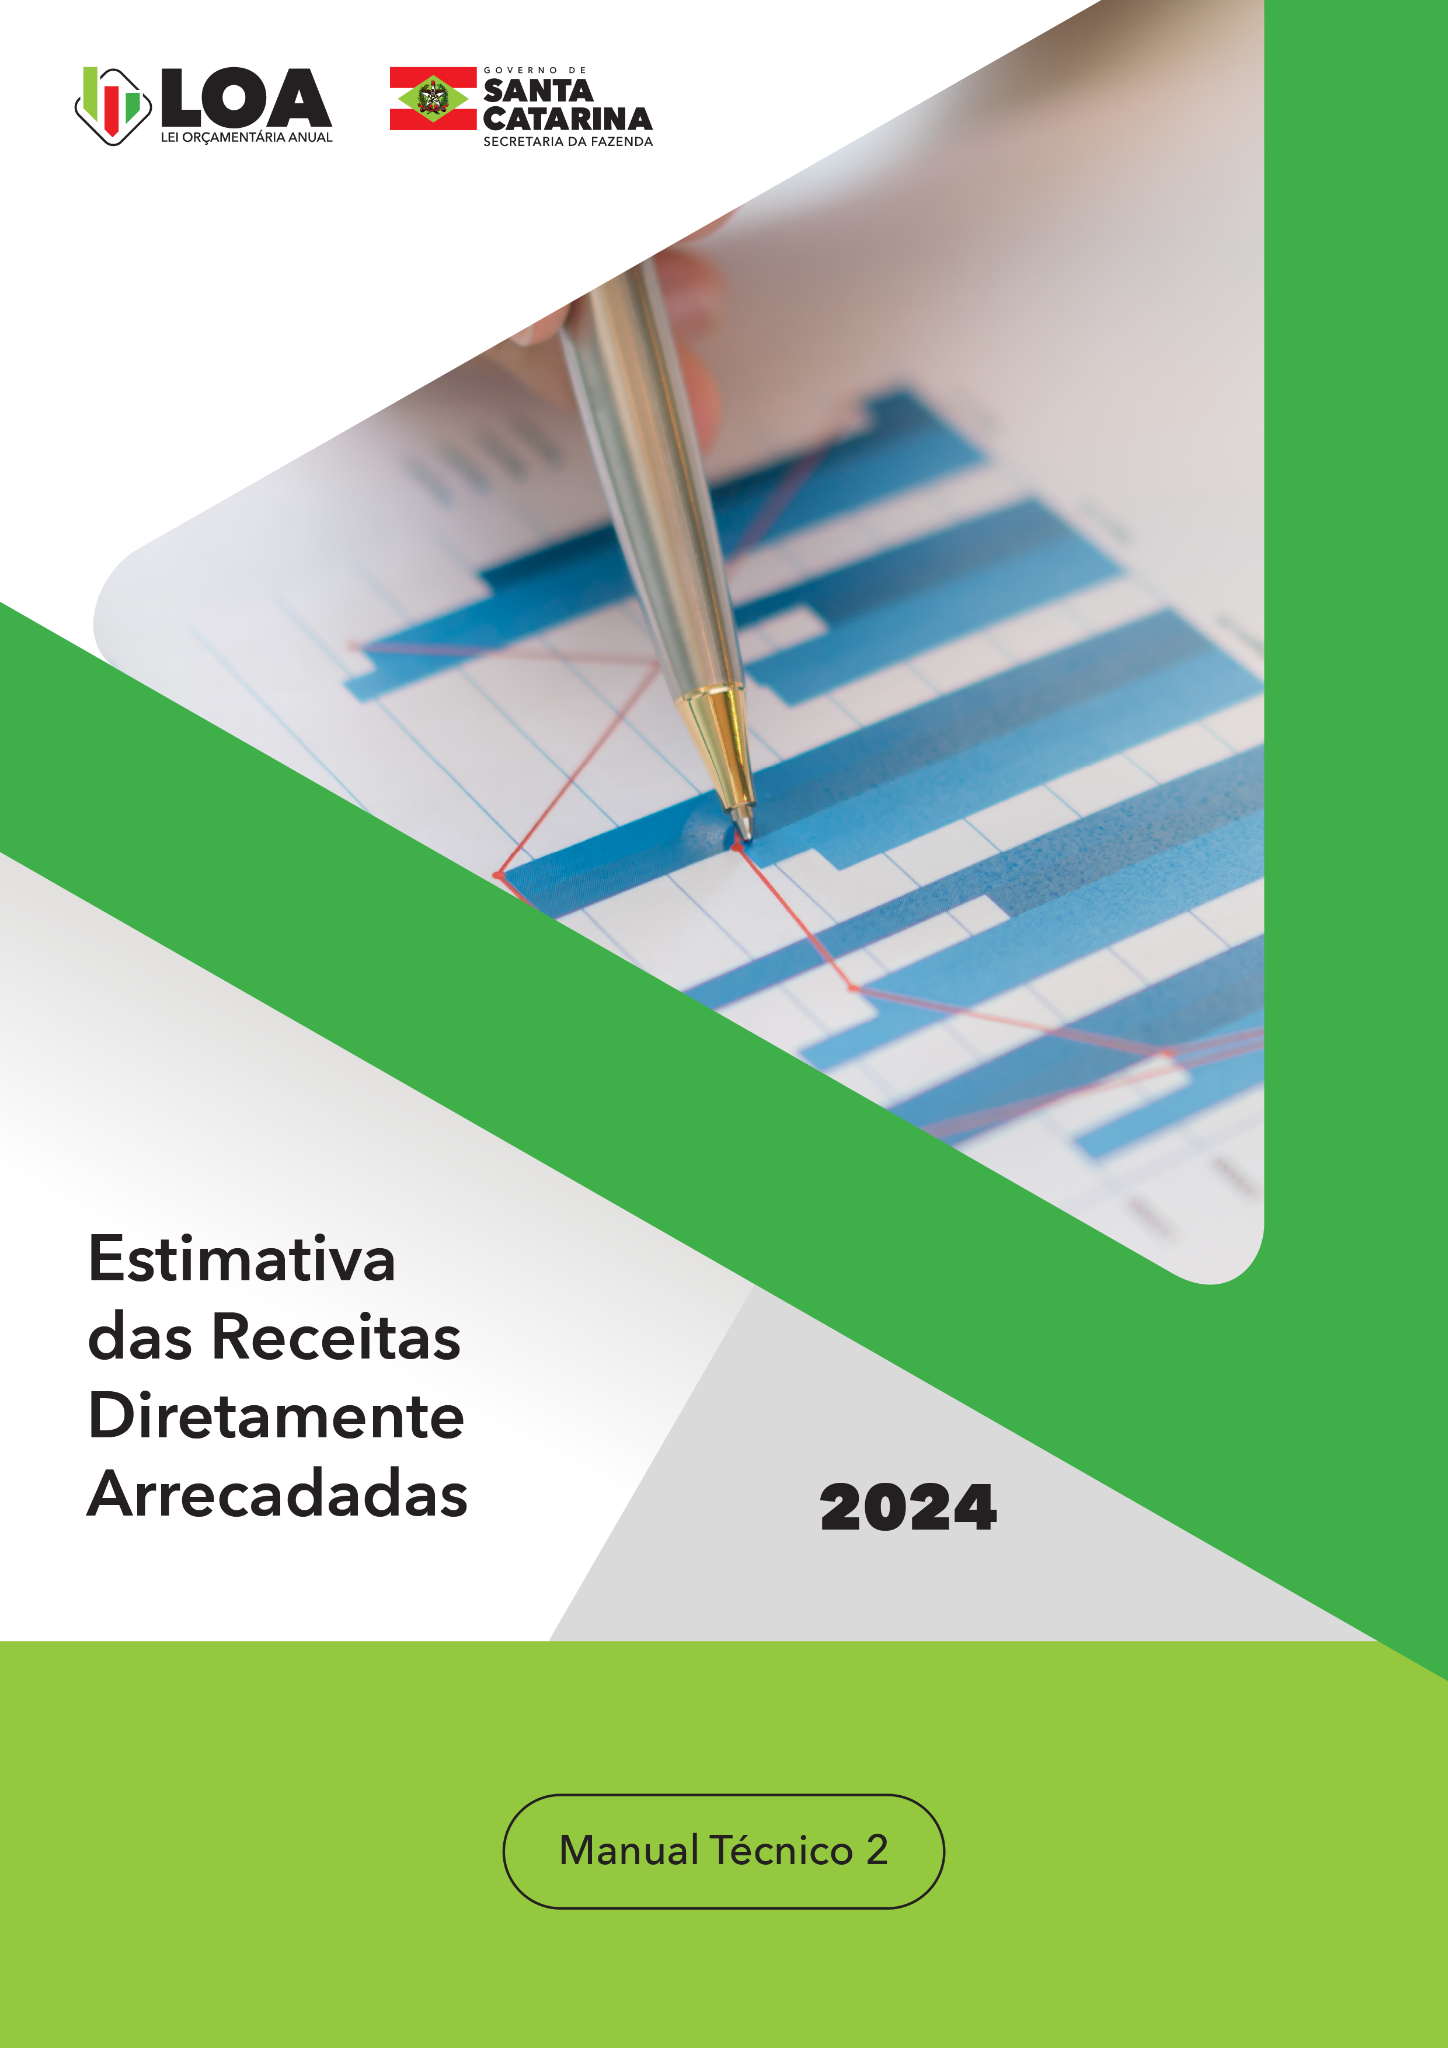 LOA
LEI ORÇAMENTÁRIA ANUAL
GOVERNO DE
SANTA
CATARINA
SECRETARIA DA FAZENDA
Estimativa
das Receitas
Diretamente
Arrecadadas
2024
Manual Técnico 2